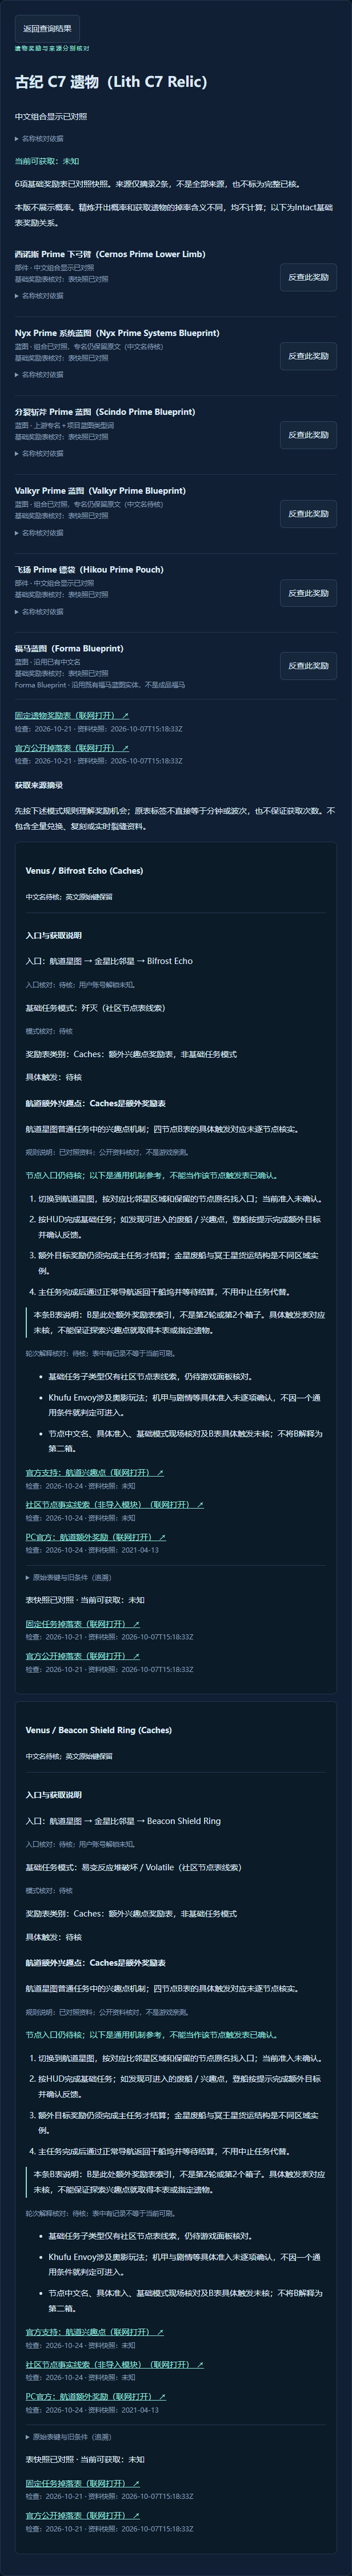 返回查询结果
遗物奖励与来源分别核对
古纪 C7 遗物（Lith C7 Relic）
中文组合显示已对照
▸ 名称核对依据
当前可获取：未知
6项基础奖励表已对照快照。来源仅摘录2条，不是全部来源，也不标为完整已核。
本版不展示概率。精炼开出概率和获取遗物的掉率含义不同，均不计算；以下为Intact基础
表奖励关系。
西诺斯 Prime 下弓臂（Cernos Prime Lower Limb）
部件 · 中文组合显示已对照
基础奖励表核对：表快照已对照
▸ 名称核对依据
反查此奖励
Nyx Prime 系统蓝图（Nyx Prime Systems Blueprint）
蓝图 · 组合已对照，专名仍保留原文（中文名待核）
基础奖励表核对：表快照已对照
▸ 名称核对依据
反查此奖励
分裂斩斧 Prime 蓝图（Scindo Prime Blueprint）
蓝图 · 上游专名 + 项目蓝图类型词
基础奖励表核对：表快照已对照
▸ 名称核对依据
反查此奖励
Valkyr Prime 蓝图（Valkyr Prime Blueprint）
蓝图 · 组合已对照，专名仍保留原文（中文名待核）
基础奖励表核对：表快照已对照
▸ 名称核对依据
反查此奖励
飞扬 Prime 镖袋（Hikou Prime Pouch）
部件 · 中文组合显示已对照
基础奖励表核对：表快照已对照
▸ 名称核对依据
反查此奖励
福马蓝图（Forma Blueprint）
蓝图 · 沿用已有中文名
基础奖励表核对：表快照已对照
Forma Blueprint · 沿用既有福马蓝图实体，不是成品福马
反查此奖励
固定遗物奖励表（联网打开） ↗
检查：2026-10-21 · 资料快照：2026-10-07T15:18:33Z
官方公开掉落表（联网打开） ↗
检查：2026-10-21 · 资料快照：2026-10-07T15:18:33Z
获取来源摘录
先按下述模式规则理解奖励机会；原表标签不直接等于分钟或波次，也不保证获取次数。不
包含全量兑换、复刻或实时裂缝资料。
Venus / Bifrost Echo (Caches)
中文名待核；英文原始键保留
入口与获取说明
入口：航道星图 → 金星比邻星 → Bifrost Echo
入口核对：待核；用户账号解锁未知。
基础任务模式：歼灭（社区节点表线索）
模式核对：待核
奖励表类别：Caches：额外兴趣点奖励表，非基础任务模式
具体触发：待核
航道额外兴趣点：Caches是额外奖励表
航道星图普通任务中的兴趣点机制；四节点B表的具体触发对应未逐节点核实。
规则说明：已对照资料；公开资料核对，不是游戏亲测。
节点入口仍待核；以下是通用机制参考，不能当作该节点触发表已确认。
1. 切换到航道星图，按对应比邻星区域和保留的节点原名找入口；当前准入未确认。
2. 按HUD完成基础任务；如发现可进入的废船 / 兴趣点，登船按提示完成额外目标
并确认反馈。
3. 额外目标奖励仍须完成主任务才结算；金星废船与冥王星货运结构是不同区域实
例。
4. 主任务完成后通过正常导航返回干船坞并等待结算，不用中止任务代替。
本条B表说明：B是此处额外奖励表索引，不是第2轮或第2个箱子。具体触发表对应
未核，不能保证探索兴趣点就取得本表或指定遗物。
轮次解释核对：待核；表中有记录不等于当前可期。
• 基础任务子类型仅有社区节点表线索，仍待游戏面板核对。
• Khufu Envoy涉及奥影玩法；机甲与剧情等具体准入未逐项确认，不因一个通
用条件就判定可进入。
• 节点中文名、具体准入、基础模式现场核对及B表具体触发未核；不将B解释为
第二箱。
官方支持：航道兴趣点（联网打开） ↗
检查：2026-10-24 · 资料快照：未知
社区节点事实线索（非导入模块）（联网打开） ↗
检查：2026-10-24 · 资料快照：未知
PC官方：航道额外奖励（联网打开） ↗
检查：2026-10-24 · 资料快照：2021-04-13
▸ 原始表键与旧条件（追溯）
表快照已对照 · 当前可获取：未知
固定任务掉落表（联网打开） ↗
检查：2026-10-21 · 资料快照：2026-10-07T15:18:33Z
官方公开掉落表（联网打开） ↗
检查：2026-10-21 · 资料快照：2026-10-07T15:18:33Z
Venus / Beacon Shield Ring (Caches)
中文名待核；英文原始键保留
入口与获取说明
入口：航道星图 → 金星比邻星 → Beacon Shield Ring
入口核对：待核；用户账号解锁未知。
基础任务模式：易变反应堆破坏 / Volatile（社区节点表线索）
模式核对：待核
奖励表类别：Caches：额外兴趣点奖励表，非基础任务模式
具体触发：待核
航道额外兴趣点：Caches是额外奖励表
航道星图普通任务中的兴趣点机制；四节点B表的具体触发对应未逐节点核实。
规则说明：已对照资料；公开资料核对，不是游戏亲测。
节点入口仍待核；以下是通用机制参考，不能当作该节点触发表已确认。
1. 切换到航道星图，按对应比邻星区域和保留的节点原名找入口；当前准入未确认。
2. 按HUD完成基础任务；如发现可进入的废船 / 兴趣点，登船按提示完成额外目标
并确认反馈。
3. 额外目标奖励仍须完成主任务才结算；金星废船与冥王星货运结构是不同区域实
例。
4. 主任务完成后通过正常导航返回干船坞并等待结算，不用中止任务代替。
本条B表说明：B是此处额外奖励表索引，不是第2轮或第2个箱子。具体触发表对应
未核，不能保证探索兴趣点就取得本表或指定遗物。
轮次解释核对：待核；表中有记录不等于当前可期。
• 基础任务子类型仅有社区节点表线索，仍待游戏面板核对。
• Khufu Envoy涉及奥影玩法；机甲与剧情等具体准入未逐项确认，不因一个通
用条件就判定可进入。
• 节点中文名、具体准入、基础模式现场核对及B表具体触发未核；不将B解释为
第二箱。
官方支持：航道兴趣点（联网打开） ↗
检查：2026-10-24 · 资料快照：未知
社区节点事实线索（非导入模块）（联网打开） ↗
检查：2026-10-24 · 资料快照：未知
PC官方：航道额外奖励（联网打开） ↗
检查：2026-10-24 · 资料快照：2021-04-13
▸ 原始表键与旧条件（追溯）
表快照已对照 · 当前可获取：未知
固定任务掉落表（联网打开） ↗
检查：2026-10-21 · 资料快照：2026-10-07T15:18:33Z
官方公开掉落表（联网打开） ↗
检查：2026-10-21 · 资料快照：2026-10-07T15:18:33Z